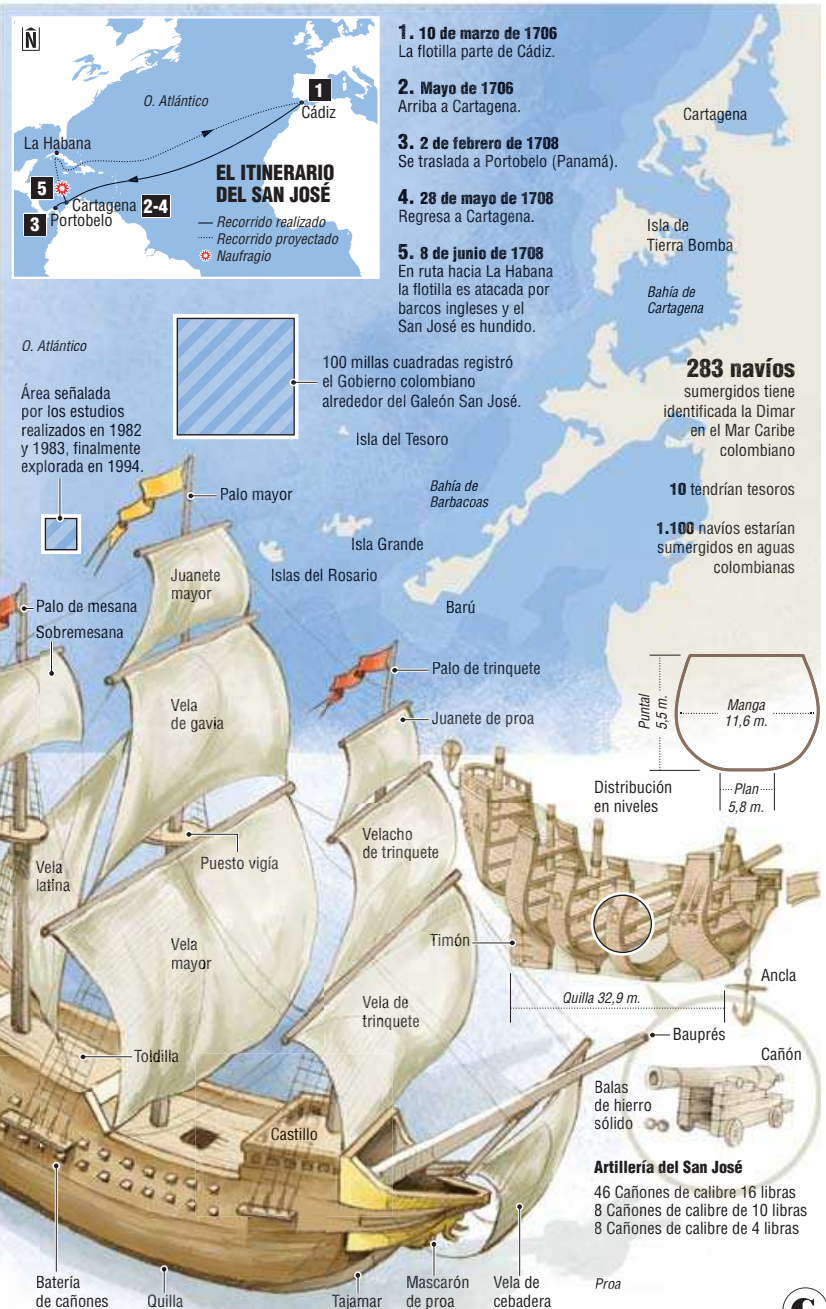 N
O. Atlántico
1
Cádiz
La Habana
EL ITINERARIO
DEL SAN JOSÉ
5
Cartagena
2-4
3
Portobelo
Recorrido realizado
Recorrido proyectado
Naufragio
1. 10 de marzo de 1706
La flotilla parte de Cádiz.
2. Mayo de 1706
Arriba a Cartagena.
3. 2 de febrero de 1708
Se traslada a Portobelo (Panamá).
4. 28 de mayo de 1708
Regresa a Cartagena.
5. 8 de junio de 1708
En ruta hacia La Habana
la flotilla es atacada por
barcos ingleses y el
San José es hundido.
Cartagena
Isla de
Tierra Bomba
Bahía de
Cartagena
O. Atlántico
Área señalada
por los estudios
realizados en 1982
y 1983, finalmente
explorada en 1994.
100 millas cuadradas registró
el Gobierno colombiano
alrededor del Galeón San José.
Isla del Tesoro
Bahía de
Barbacoas
Isla Grande
Islas del Rosario
Barú
283 navíos
sumergidos tiene
identificada la Dimar
en el Mar Caribe
colombiano
10 tendrían tesoros
1.100 navíos estarían
sumergidos en aguas
colombianas
Palo mayor
Juanete
mayor
Palo de mesana
Sobremesana
Vela
de gavia
Palo de trinquete
Juanete de proa
Puntal
5,5 m.
Manga
11,6 m.
Plan
5,8 m.
Distribución
en niveles
Vela
latina
Puesto vigía
Velacho
de trinquete
Vela
mayor
Timón
Vela de
trinquete
Quilla 32,9 m.
Ancla
Bauprés
Toldilla
Castillo
Cañón
Balas
de hierro
sólido
Artillería del San José
46 Cañones de calibre 16 libras
8 Cañones de calibre de 10 libras
8 Cañones de calibre de 4 libras
Batería
de cañones
Quilla
Tajamar
Mascarón
de proa
Vela de
cebadera
Proa